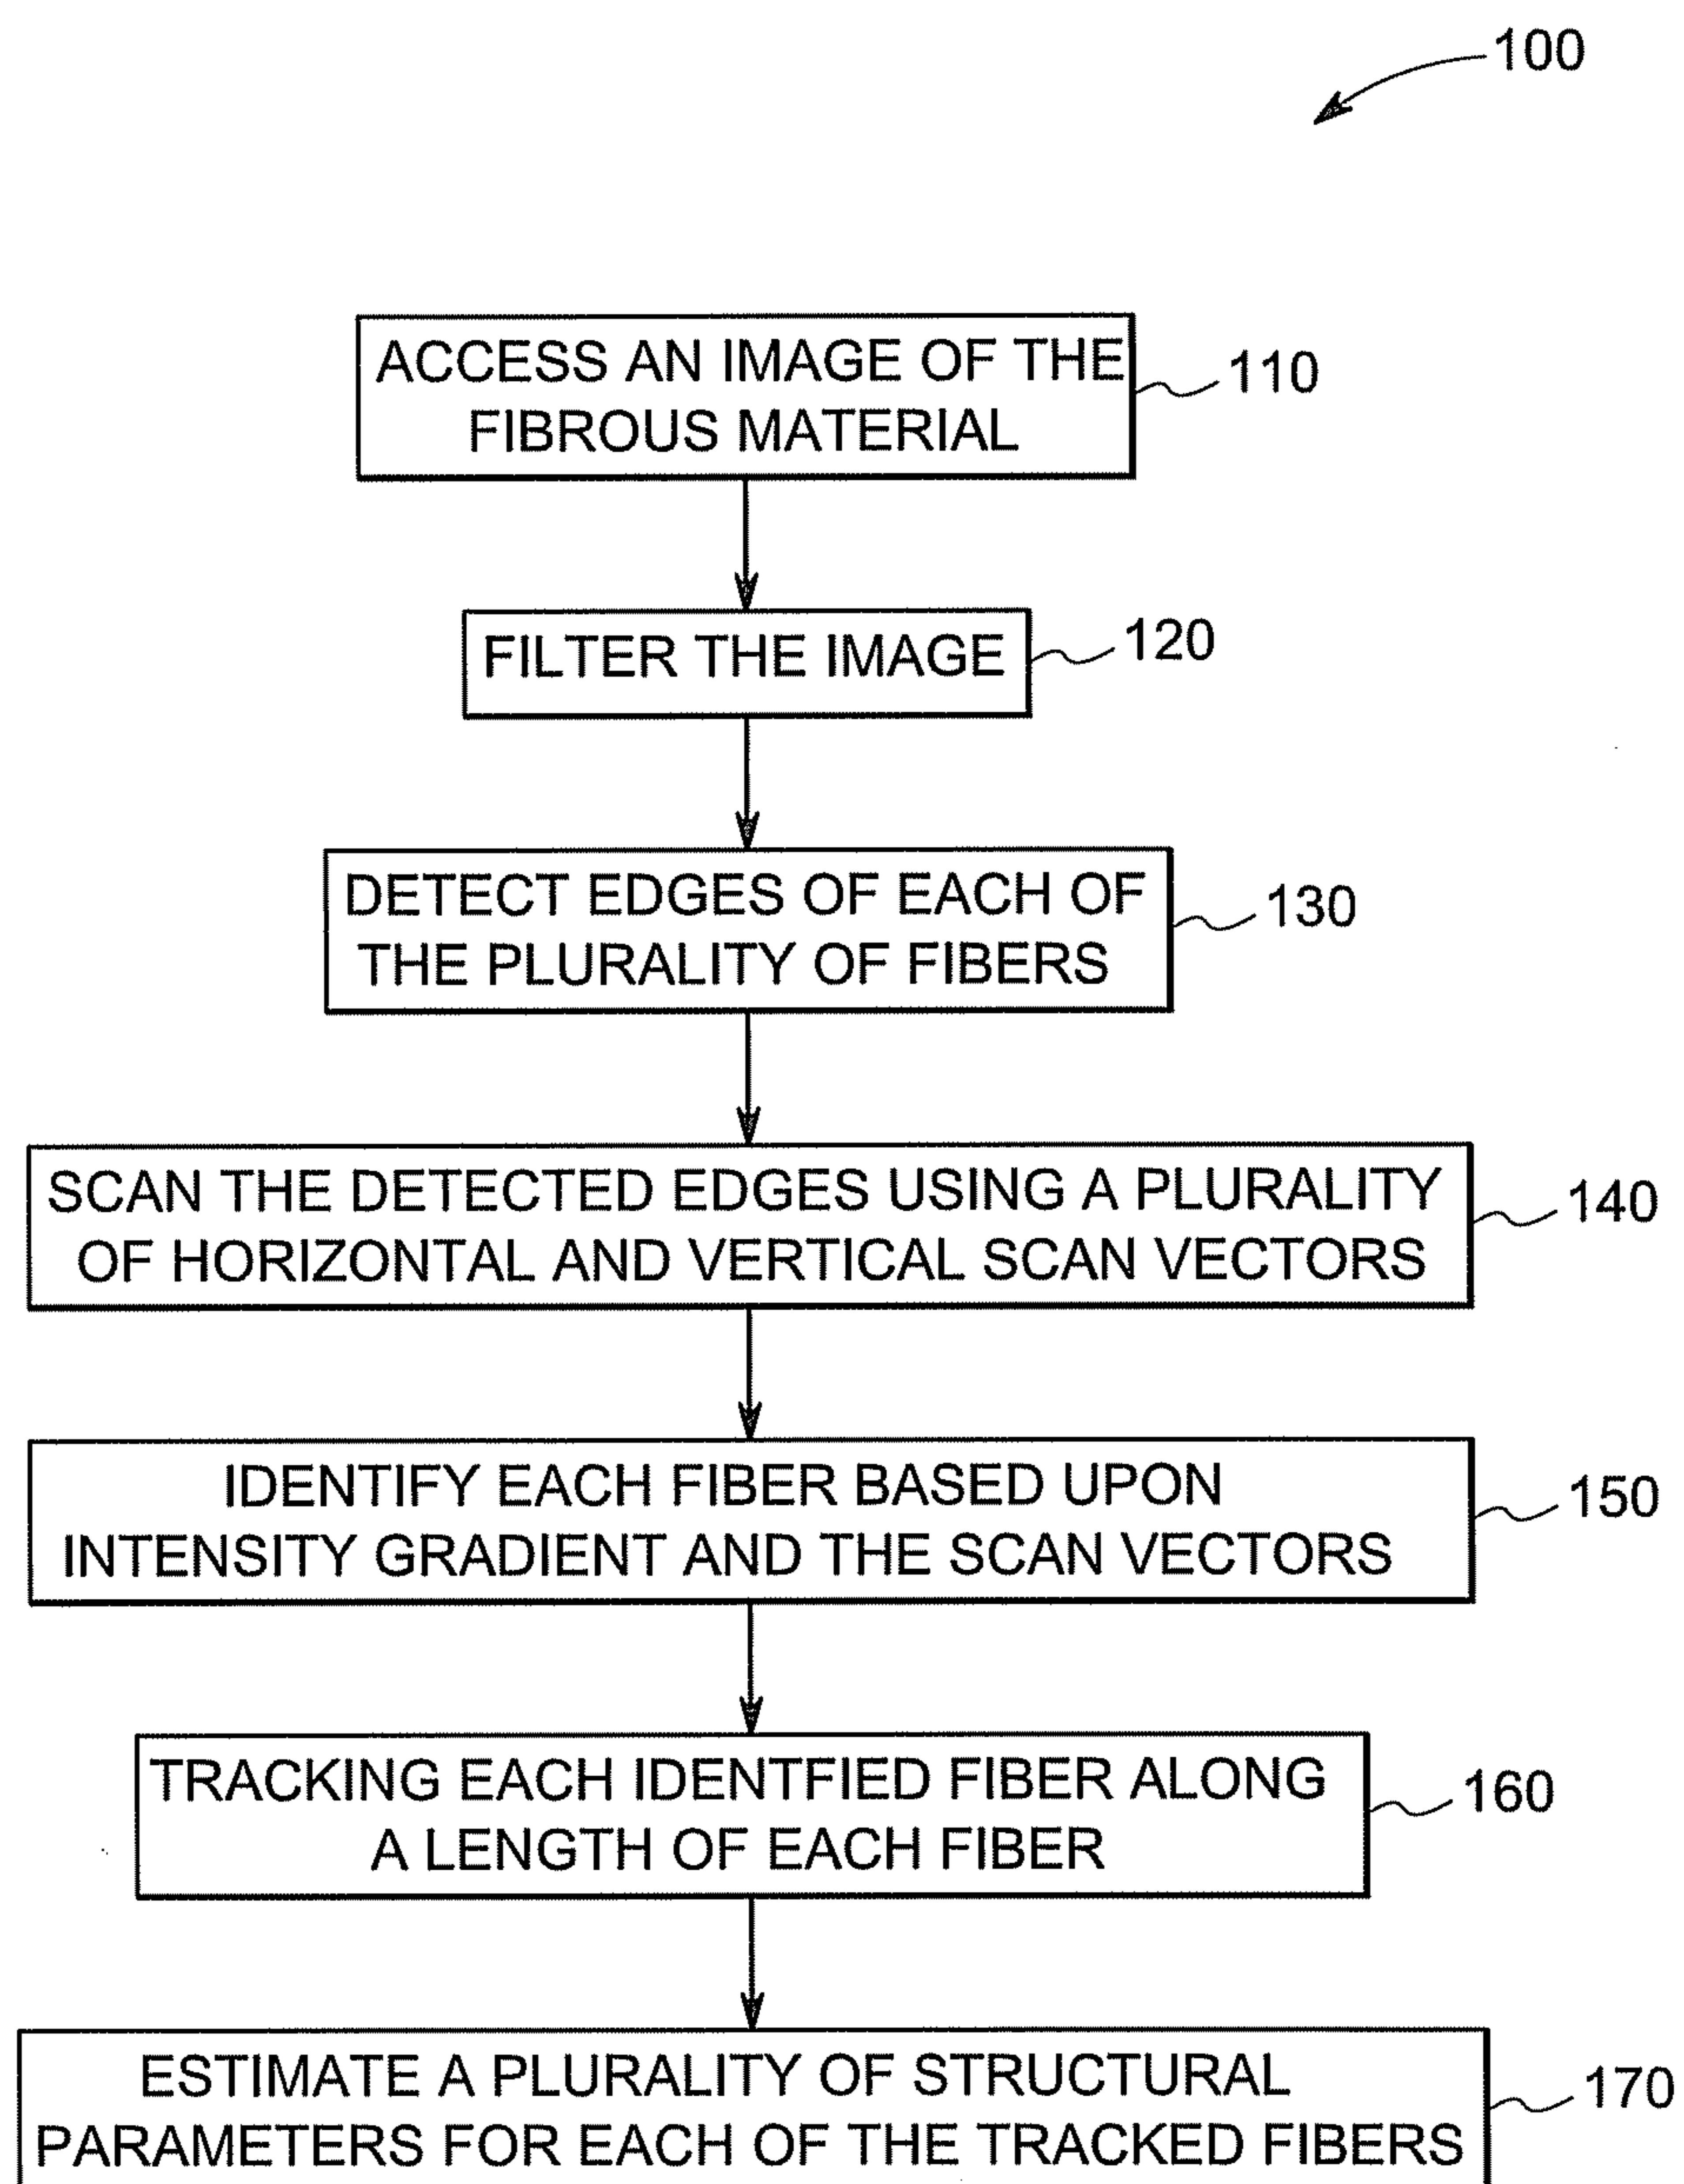 100
ACCESS AN IMAGE OF THE
FIBROUS MATERIAL
110
FILTER THE IMAGE
120
DETECT EDGES OF EACH OF
THE PLURALITY OF FIBERS
130
SCAN THE DETECTED EDGES USING A PLURALITY
OF HORIZONTAL AND VERTICAL SCAN VECTORS
140
IDENTIFY EACH FIBER BASED UPON
INTENSITY GRADIENT AND THE SCAN VECTORS
150
TRACKING EACH IDENTFIED FIBER ALONG
A LENGTH OF EACH FIBER
160
ESTIMATE A PLURALITY OF STRUCTURAL
PARAMETERS FOR EACH OF THE TRACKED FIBERS
170